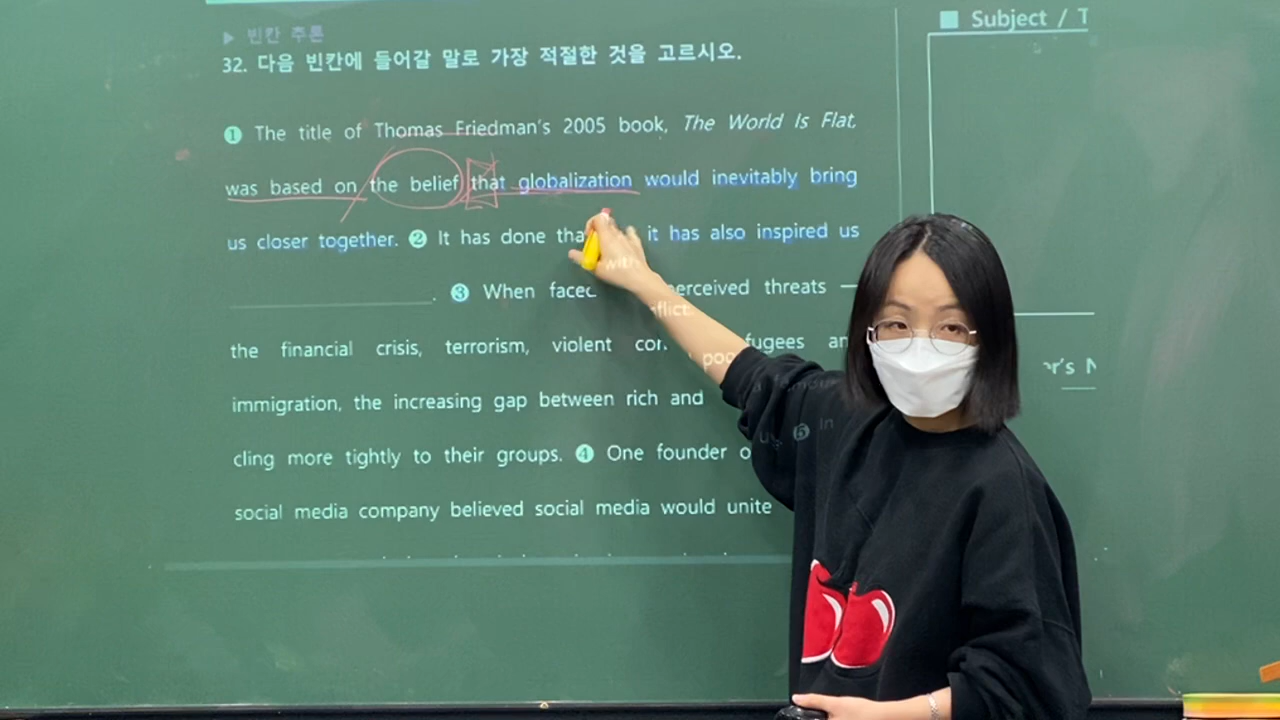 ▶ 빈칸 추론
32. 다음 빈칸에 들어갈 말로 가장 적절한 것을 고르시오.
❶ The title of Thomas Friedman's 2005 book, The World Is Flat,
was based on the belief that globalization would inevitably bring
us closer together. ❷ It has done it has also inspired us
. ❸ When perceived threats —
the financial crisis, terrorism, violent refugees
immigration, the increasing gap between rich and
cling more tightly to their groups. ❹ One founder
social media company believed social media would unite
❺ In
■ Subject /